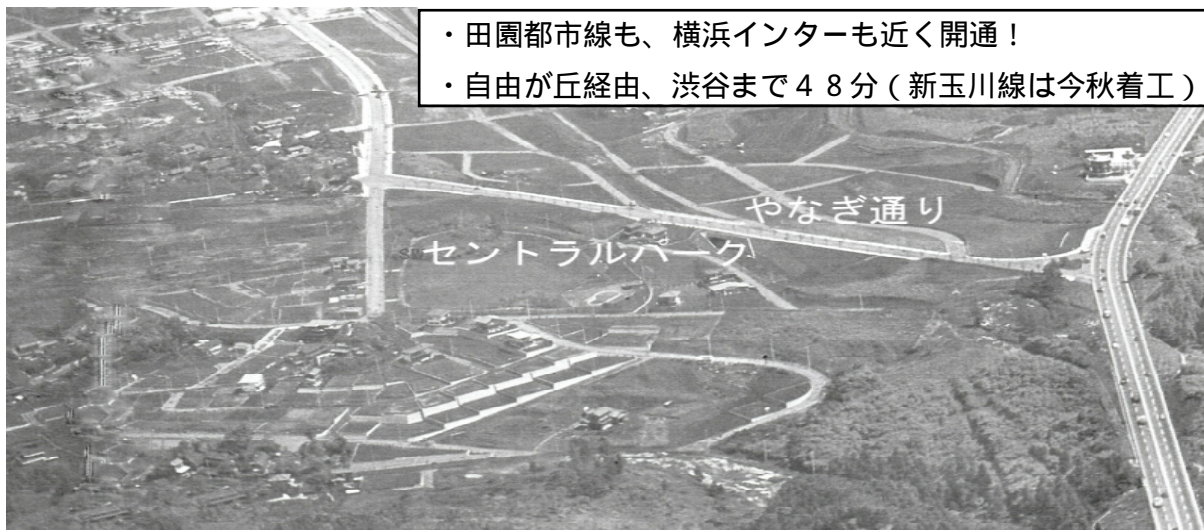 ・田園都市線も、横浜インターも近く開通！
・自由が丘経由、渋谷まで４８分（新玉川線は今秋着工）
やなぎ通り
セントラルパーク